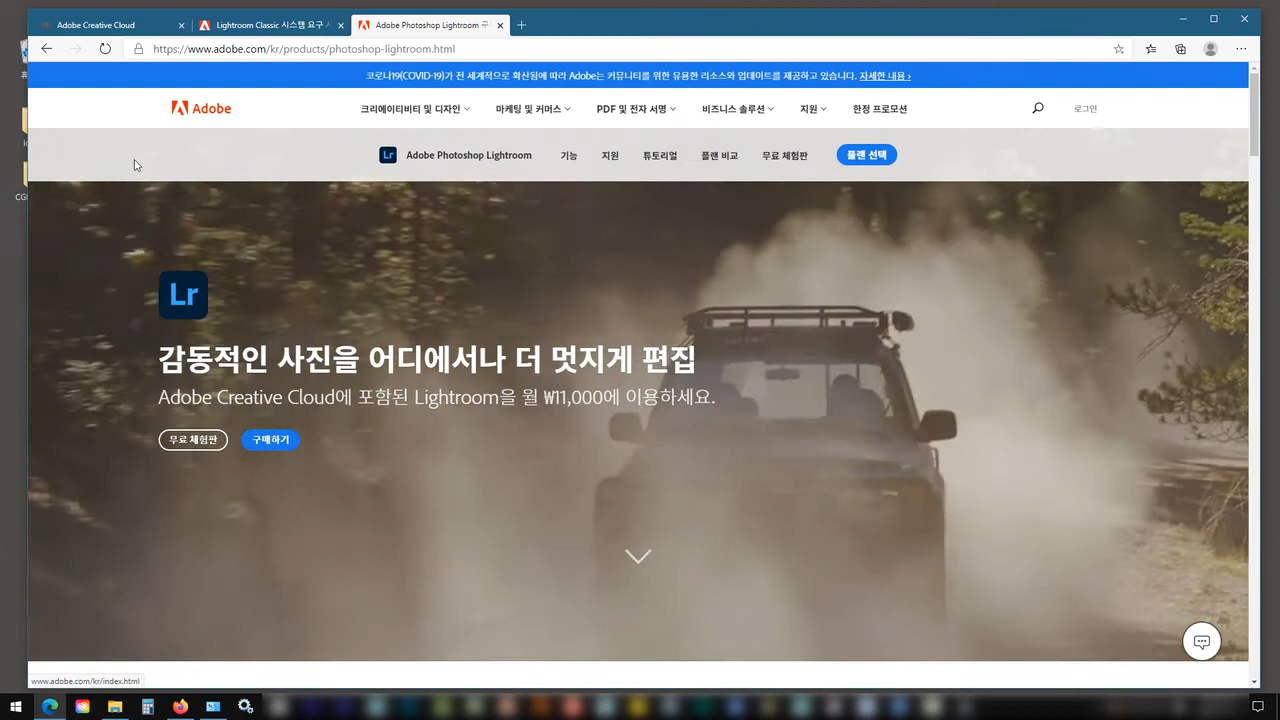 Adobe Creative Cloud
Lightroom Classic 시스템 요구 
Adobe Photoshop Lightroom 구
https://www.adobe.com/kr/products/photoshop-lightroom.html
코로나19(COVID-19)가 전 세계적으로 확산됨에 따라 Adobe는 커뮤니티를 위한 유용한 리소스와 업데이트를 제공하고 있습니다. 자세한 내용 ›
Adobe
크리에이티비티 및 디자인
마케팅 및 커머스
PDF 및 전자 서명
비즈니스 솔루션
지원
한정 프로모션
로그인
Lr
Adobe Photoshop Lightroom
기능
지원
튜토리얼
플랜 비교
무료 체험판
플랜 선택
Lr
감동적인 사진을 어디에서나 더 멋지게 편집
Adobe Creative Cloud에 포함된 Lightroom을 월 ₩11,000에 이용하세요.
무료 체험판
구매하기
www.adobe.com/kr/index.html